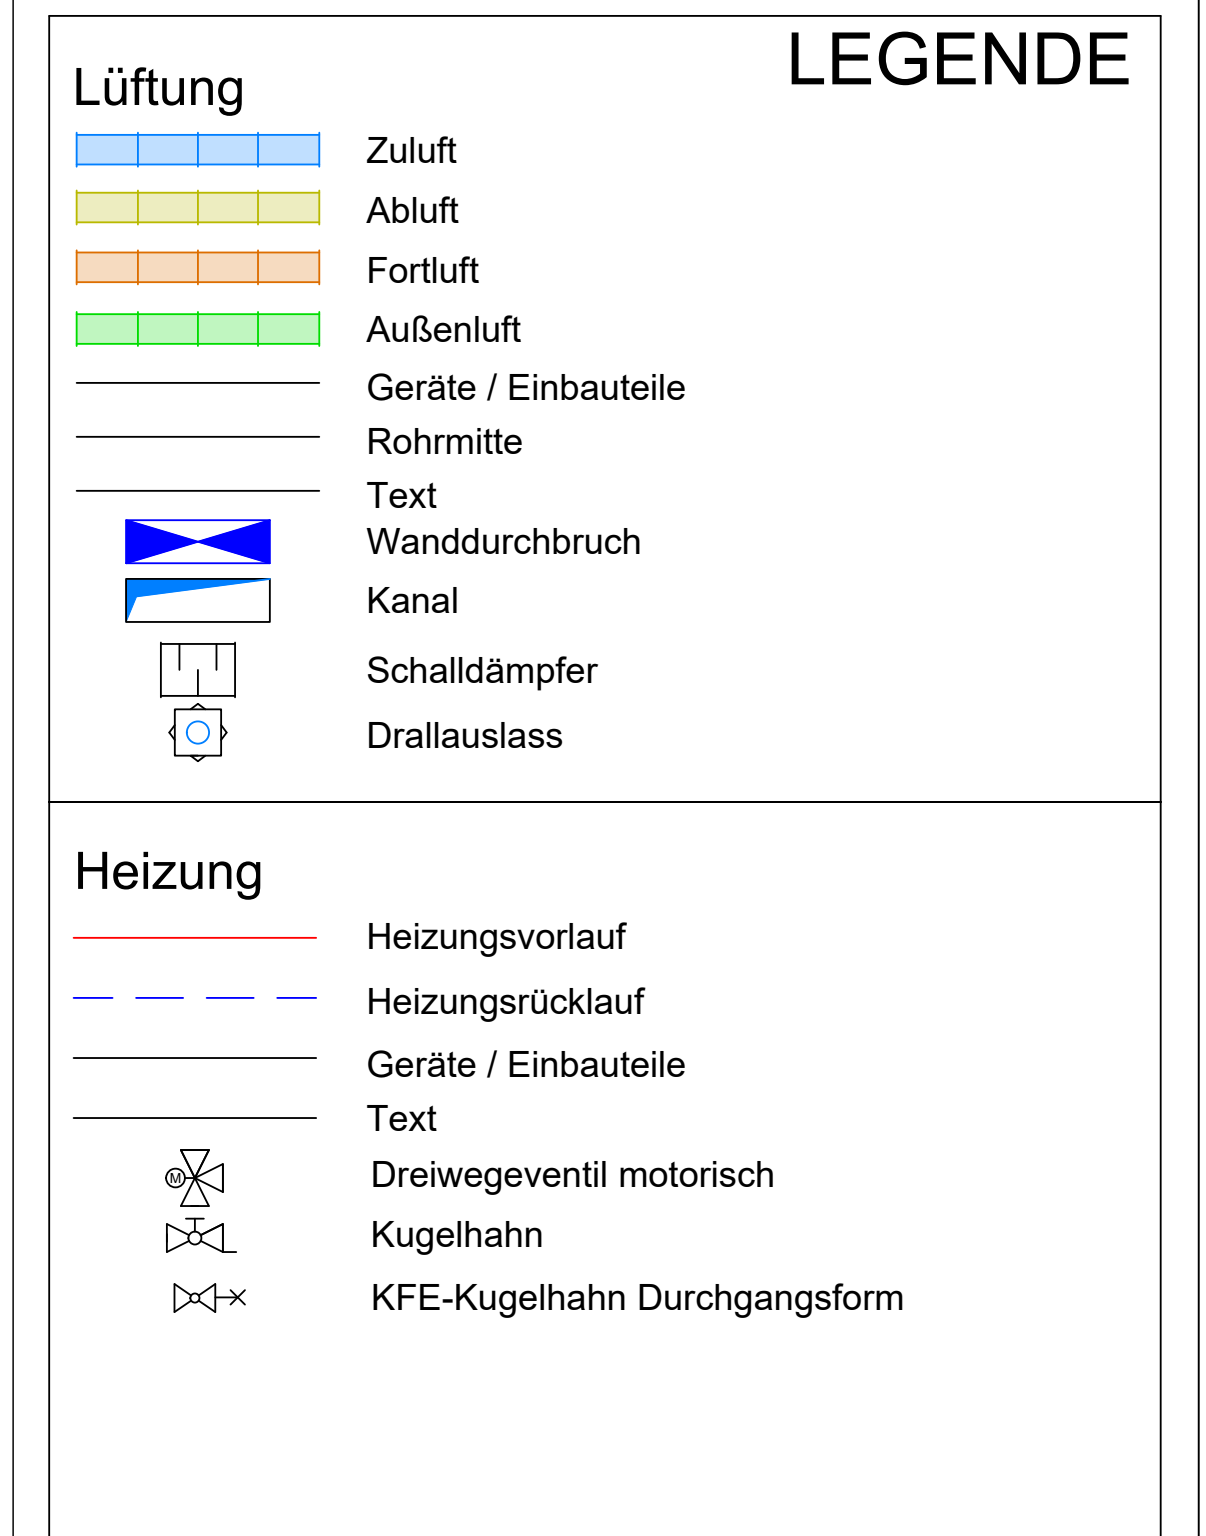 LEGENDE
Lüftung
Zuluft
Abluft
Fortluft
Außenluft
Geräte / Einbauteile
Rohrmitte
Text
Wanddurchbruch
Kanal
Schalldämpfer
Drallauslass
Heizung
Heizungsvorlauf
Heizungsrücklauf
Geräte / Einbauteile
Text
M
Dreiwegeventil motorisch
Kugelhahn
KFE-Kugelhahn Durchgangsform